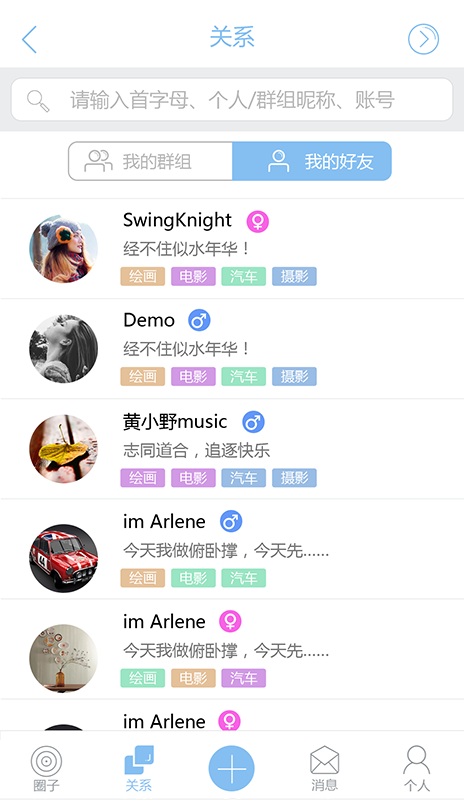 关系
请输入首字母、个人/群组昵称、账号
我的群组 我的好友
SwingKnight
经不住似水年华！
绘画 电影 汽车 摄影
Demo
经不住似水年华！
绘画 电影 汽车 摄影
黄小野music
志同道合，追逐快乐
绘画 电影 汽车 摄影
im Arlene
今天我做俯卧撑，今天先......
绘画 电影 汽车
im Arlene
今天我做俯卧撑，今天先......
绘画 电影 汽车
im Arlene
圈子 关系 消息 个人